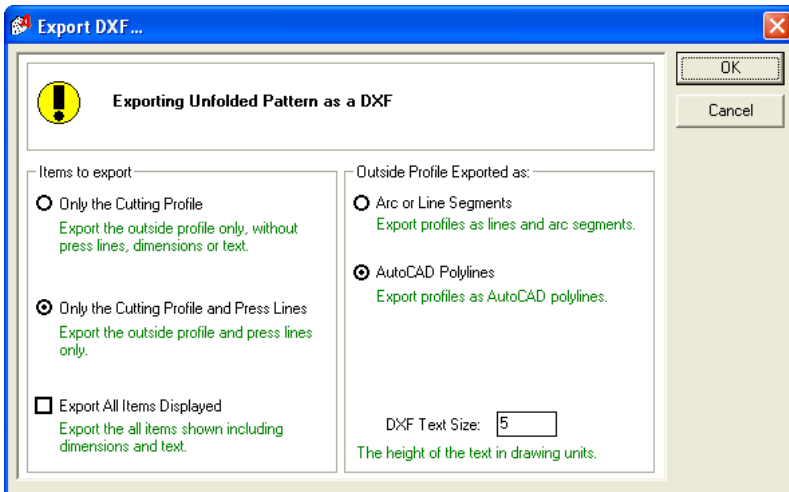 Export DXF...
OK
Cancel
Exporting Unfolded Pattern as a DXF
Items to export
Only the Cutting Profile
Export the outside profile only, without
press lines, dimensions or text.
Only the Cutting Profile and Press Lines
Export the outside profile and press lines
only.
Export All Items Displayed
Export the all items shown including
dimensions and text.
Outside Profile Exported as:
Arc or Line Segments
Export profiles as lines and arc segments.
AutoCAD Polylines
Export profiles as AutoCAD polylines.
DXF Text Size: 5
The height of the text in drawing units.